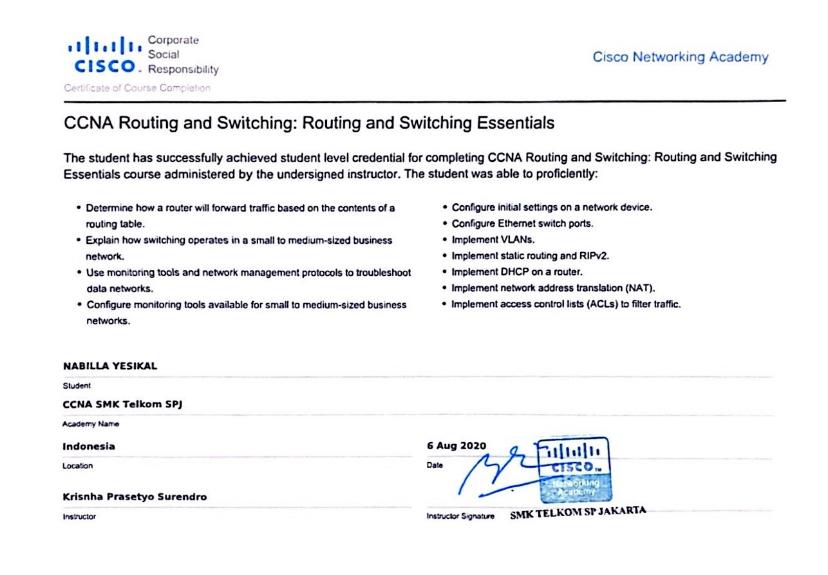 Corporate
Social
CISCO Responsibility
Cisco Networking Academy
Certificate of Course Completion
CCNA Routing and Switching: Routing and Switching Essentials
The student has successfully achieved student level credential for completing CCNA Routing and Switching: Routing and Switching
Essentials course administered by the undersigned instructor. The student was able to proficiently:
• Determine how a router will forward traffic based on the contents of a
routing table.
• Explain how switching operates in a small to medium-sized business
network.
• Use monitoring tools and network management protocols to troubleshoot
data networks.
• Configure monitoring tools available for small to medium-sized business
networks.
• Configure initial settings on a network device.
• Configure Ethernet switch ports.
• Implement VLANs.
• Implement static routing and RIPv2.
• Implement DHCP on a router.
• Implement network address translation (NAT).
• Implement access control lists (ACLs) to filter traffic.
NABILLA YESIKAL
Student
CCNA SMK Telkom SPJ
Academy Name
Indonesia
Location
6 Aug 2020
Date
Krisnha Prasetyo Surendro
Instructor
Instructor Signature
CISCO™
Networking
Academy
SMK TELKOM SP JAKARTA